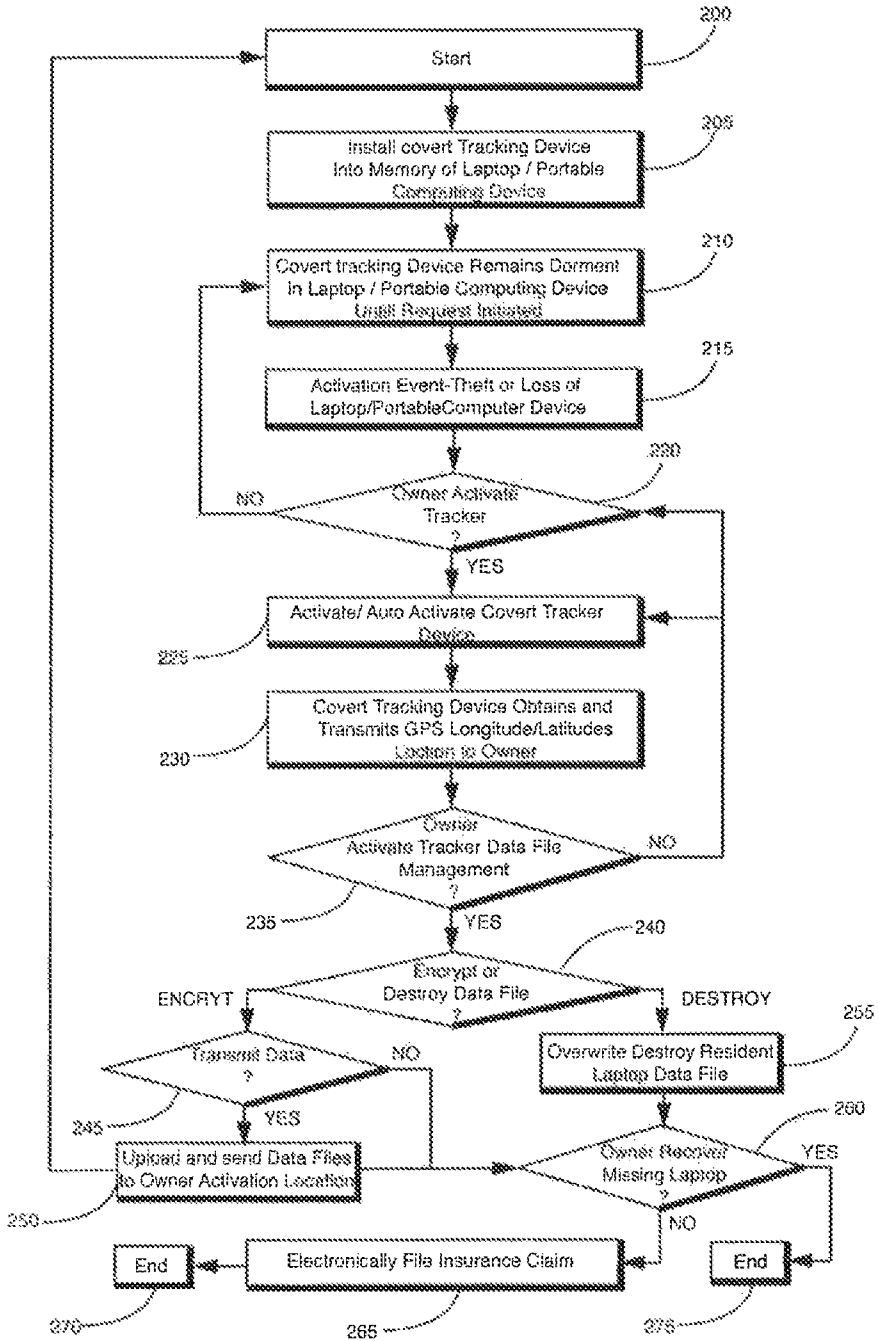 200
Start
205
Install covert Tracking Device
Into Memory of Laptop / Portable
Computing Device
210
Covert tracking Device Remains Dorment
in Laptop / Portable Computing Device
Untill Request Initiated
215
Activation Event-Theft or Loss of
Laptop/PortableComputer Device
220
NO
Owner Activate
Tracker
?
YES
Activate/ Auto Activate Covert Tracker
Device
225
Covert Tracking Device Obtains and
Transmits GPS Longitude/Latitudes
Loction to Owner
230
Owner
Activate Tracker Data File
Management
?
NO
235
YES
240
Encrypt or
Destroy Data File
?
ENCRYT
DESTROY
255
Transmit Data
?
NO
Overwrite Destroy Resident
Laptop Data File
245
YES
260
Upload and send Data Files
to Owner Activation Location
Owner Recover
Missing Laptop
?
YES
250
NO
End
Electronically File Insurance Claim
End
270
265
275